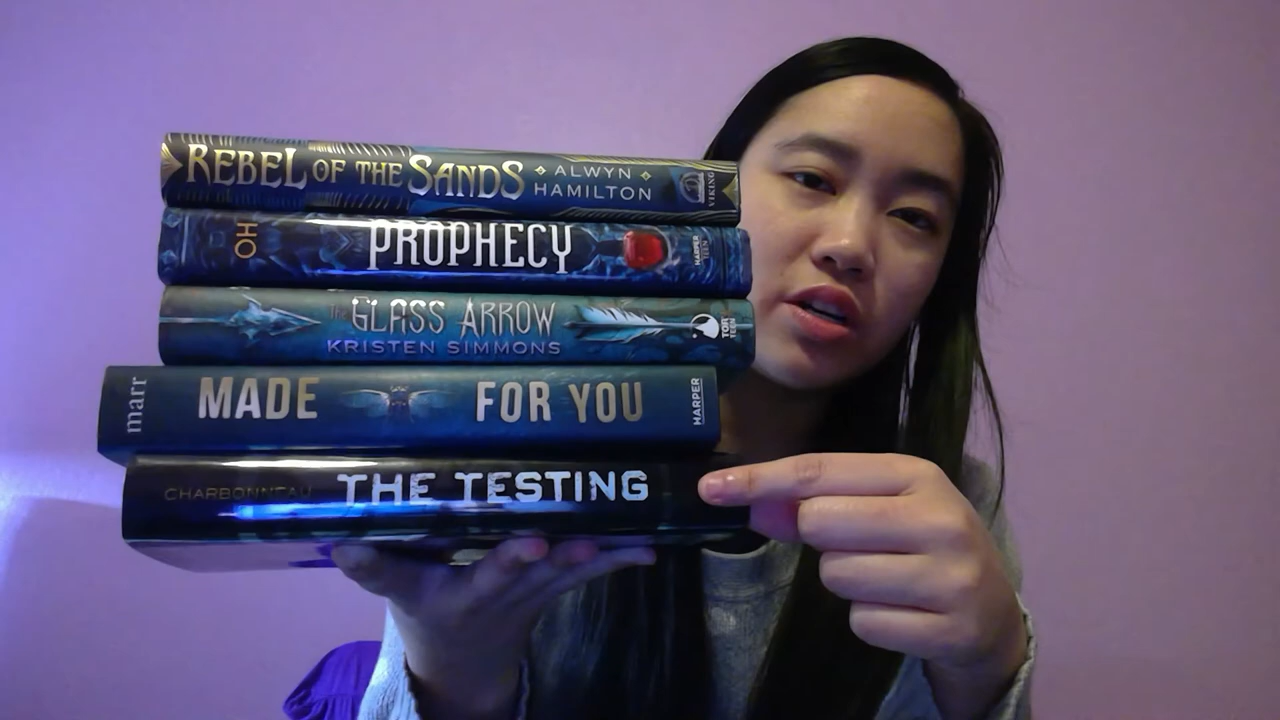 REBEL OF THE SANDS
ALWYN
HAMILTON
VIKING
OH
PROPHECY
HARPER
TEEN
THE GLASS ARROW
KRISTEN SIMMONS
TOR
TEEN
marr
MADE FOR YOU
HARPER
CHARBONNEAU
THE TESTING